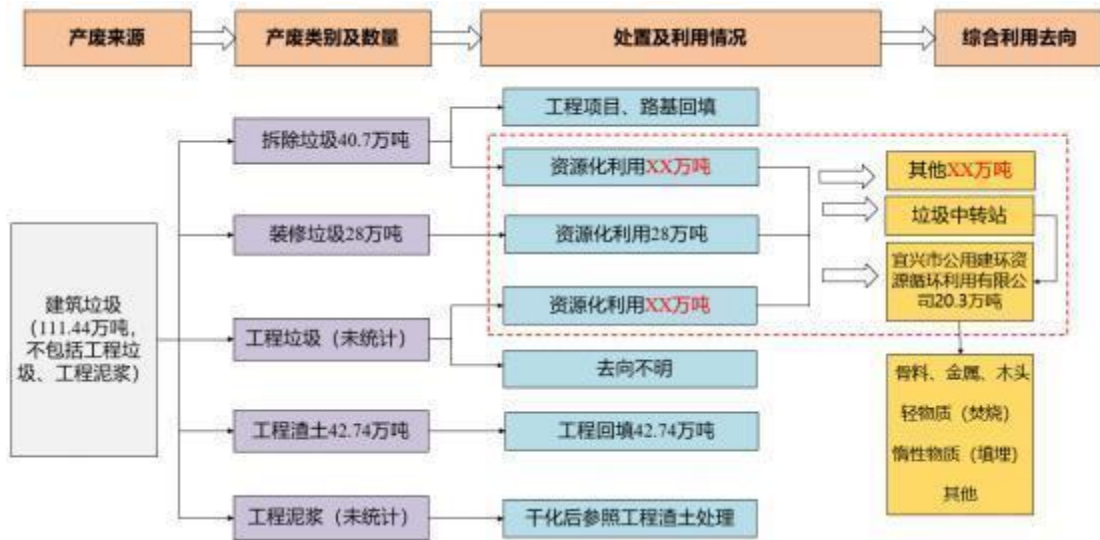 产废来源
产废类别及数量
处置及利用情况
综合利用去向
建筑垃圾
(111.44万吨,
不包括工程垃
圾、工程泥浆)
拆除垃圾40.7万吨
装修垃圾28万吨
工程垃圾(未统计)
工程渣土42.74万吨
工程泥浆(未统计)
工程项目、路基回填
资源化利用XX万吨
资源化利用28万吨
资源化利用XX万吨
去向不明
工程回填42.74万吨
干化后参照工程渣土处理
其他XX万吨
垃圾中转站
宜兴市公用建环资
源循环利用有限公
司20.3万吨
骨料、金属、木头
轻物质(焚烧)
惰性物质(填埋)
其他